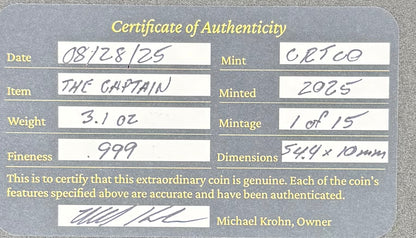 Certificate of Authenticity
Date 08/28/25 Mint CRTCO
Item THE CAPTAIN Minted 2025
Weight 3.1 oz Mintage 1 of 15
Fineness .999 Dimensions 54.4 x 10mm
This is to certify that this extraordinary coin is genuine. Each of the coin's
features specified above are accurate and have been authenticated.
Michael Krohn, Owner